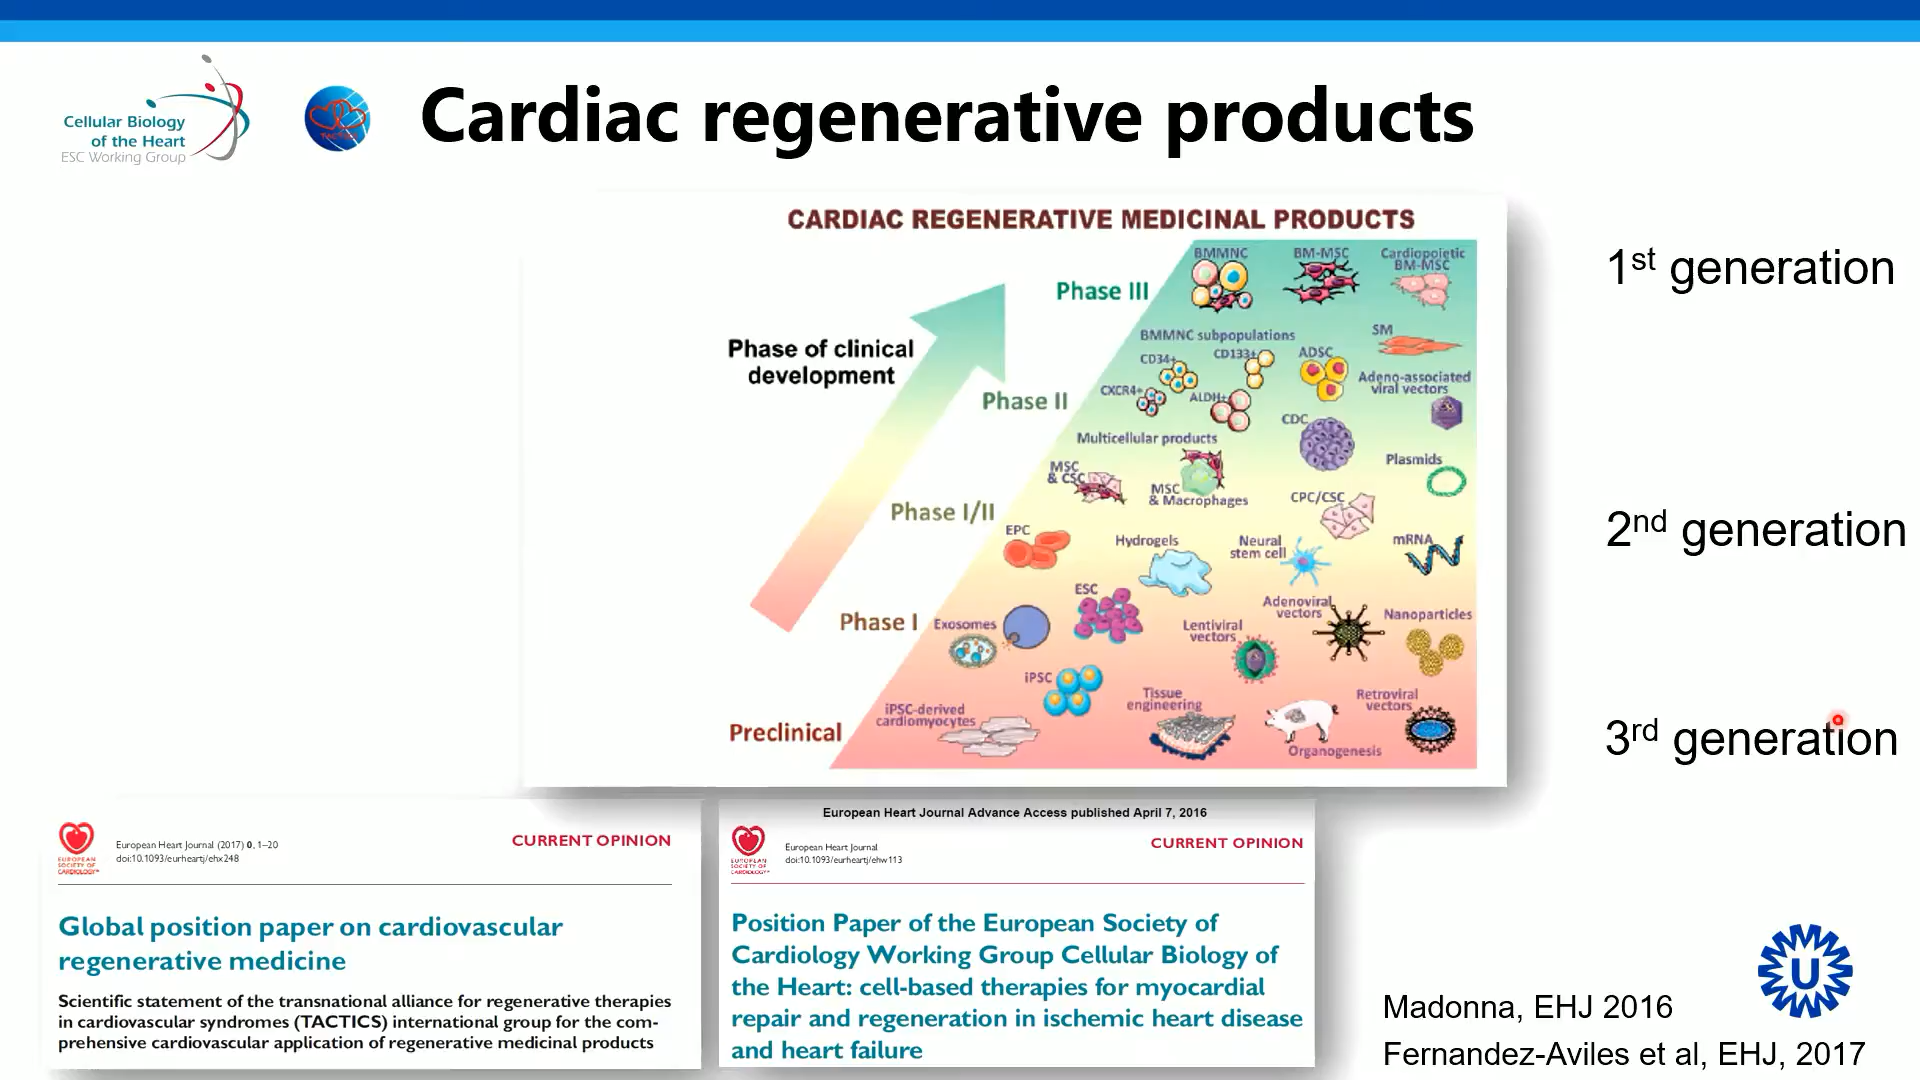 Cellular Biology
of the Heart
ESC Working Group
TACTICS
Cardiac regenerative products
CARDIAC REGENERATIVE MEDICINAL PRODUCTS
Phase of clinical
development
Phase III
BMMNC
BM-MSC
Cardiopoietic
BM-MSC
BMMNC subpopulations
SM
CD34+
CD133+
ADSC
Phase II
CXCR4+
ALDH+
Adeno-associated
viral vectors
CDC
Multicellular products
Plasmids
MSC
& CSC
MSC
& Macrophages
CPC/CSC
Phase I/II
EPC
Hydrogels
Neural
stem cell
mRNA
ESC
Adenoviral
vectors
Nanoparticles
Phase I
Exosomes
Lentiviral
vectors
iPSC
Tissue
engineering
Retroviral
vectors
iPSC-derived
cardiomyocytes
Preclinical
Organogenesis
1st generation
2nd generation
3rd generation
EUROPEAN
SOCIETY OF
CARDIOLOGY
European Heart Journal (2017) 0, 1–20
doi:10.1093/eurheartj/ehx248
CURRENT OPINION
Global position paper on cardiovascular
regenerative medicine
Scientific statement of the transnational alliance for regenerative therapies
in cardiovascular syndromes (TACTICS) international group for the com-
prehensive cardiovascular application of regenerative medicinal products
European Heart Journal Advance Access published April 7, 2016
EUROPEAN
SOCIETY OF
CARDIOLOGY
European Heart Journal
doi:10.1093/eurheartj/ehw113
CURRENT OPINION
Position Paper of the European Society of
Cardiology Working Group Cellular Biology of
the Heart: cell-based therapies for myocardial
repair and regeneration in ischemic heart disease
and heart failure
U
Madonna, EHJ 2016
Fernandez-Aviles et al, EHJ, 2017